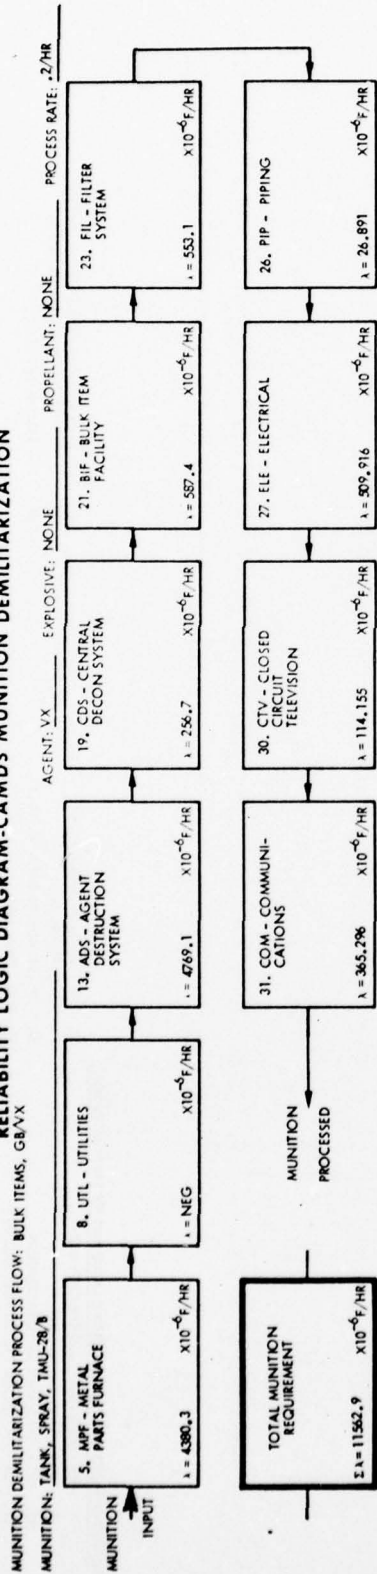 RELIABILITY LOGIC DIAGRAM-CAMDS MUNITION DEMILITARIZATION
MUNITION DEMILITARIZATION PROCESS FLOW: BULK ITEMS, GB/VX
MUNITION: TANK, SPRAY, TMU-28/B AGENT: VX EXPLOSIVE: NONE PROPELLANT: NONE PROCESS RATE: .2/HR
MUNITION
INPUT
5. MPF - METAL
PARTS FURNACE
λ = 4380.3 X10-6F/HR
8. UTL - UTILITIES
λ = NEG X10-6F/HR
13. ADS - AGENT
DESTRUCTION
SYSTEM
λ = 4769.1 X10-6F/HR
19. CDS - CENTRAL
DECON SYSTEM
λ = 256.7 X10-6F/HR
21. BIF - BULK ITEM
FACILITY
λ = 587.4 X10-6F/HR
23. FIL - FILTER
SYSTEM
λ = 553.1 X10-6F/HR
26. PIP - PIPING
λ = 26.891 X10-6F/HR
27. ELE - ELECTRICAL
λ = 509.916 X10-6F/HR
30. CTV - CLOSED
CIRCUIT
TELEVISION
λ = 114.155 X10-6F/HR
31. COM - COMMUNI-
CATIONS
λ = 365.296 X10-6F/HR
MUNITION
PROCESSED
TOTAL MUNITION
REQUIREMENT
Σλ = 11562.9 X10-6F/HR